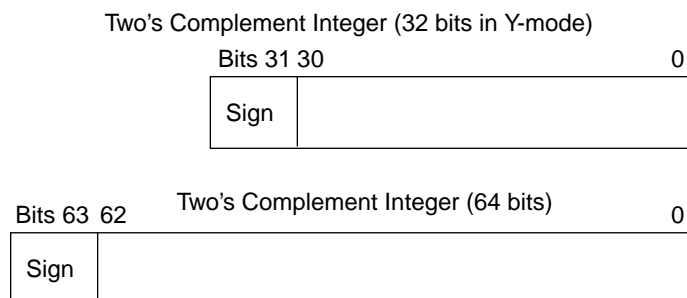 Two's Complement Integer (32 bits in Y-mode)
Bits 31 30 0
Sign
Two's Complement Integer (64 bits)
Bits 63 62 0
Sign